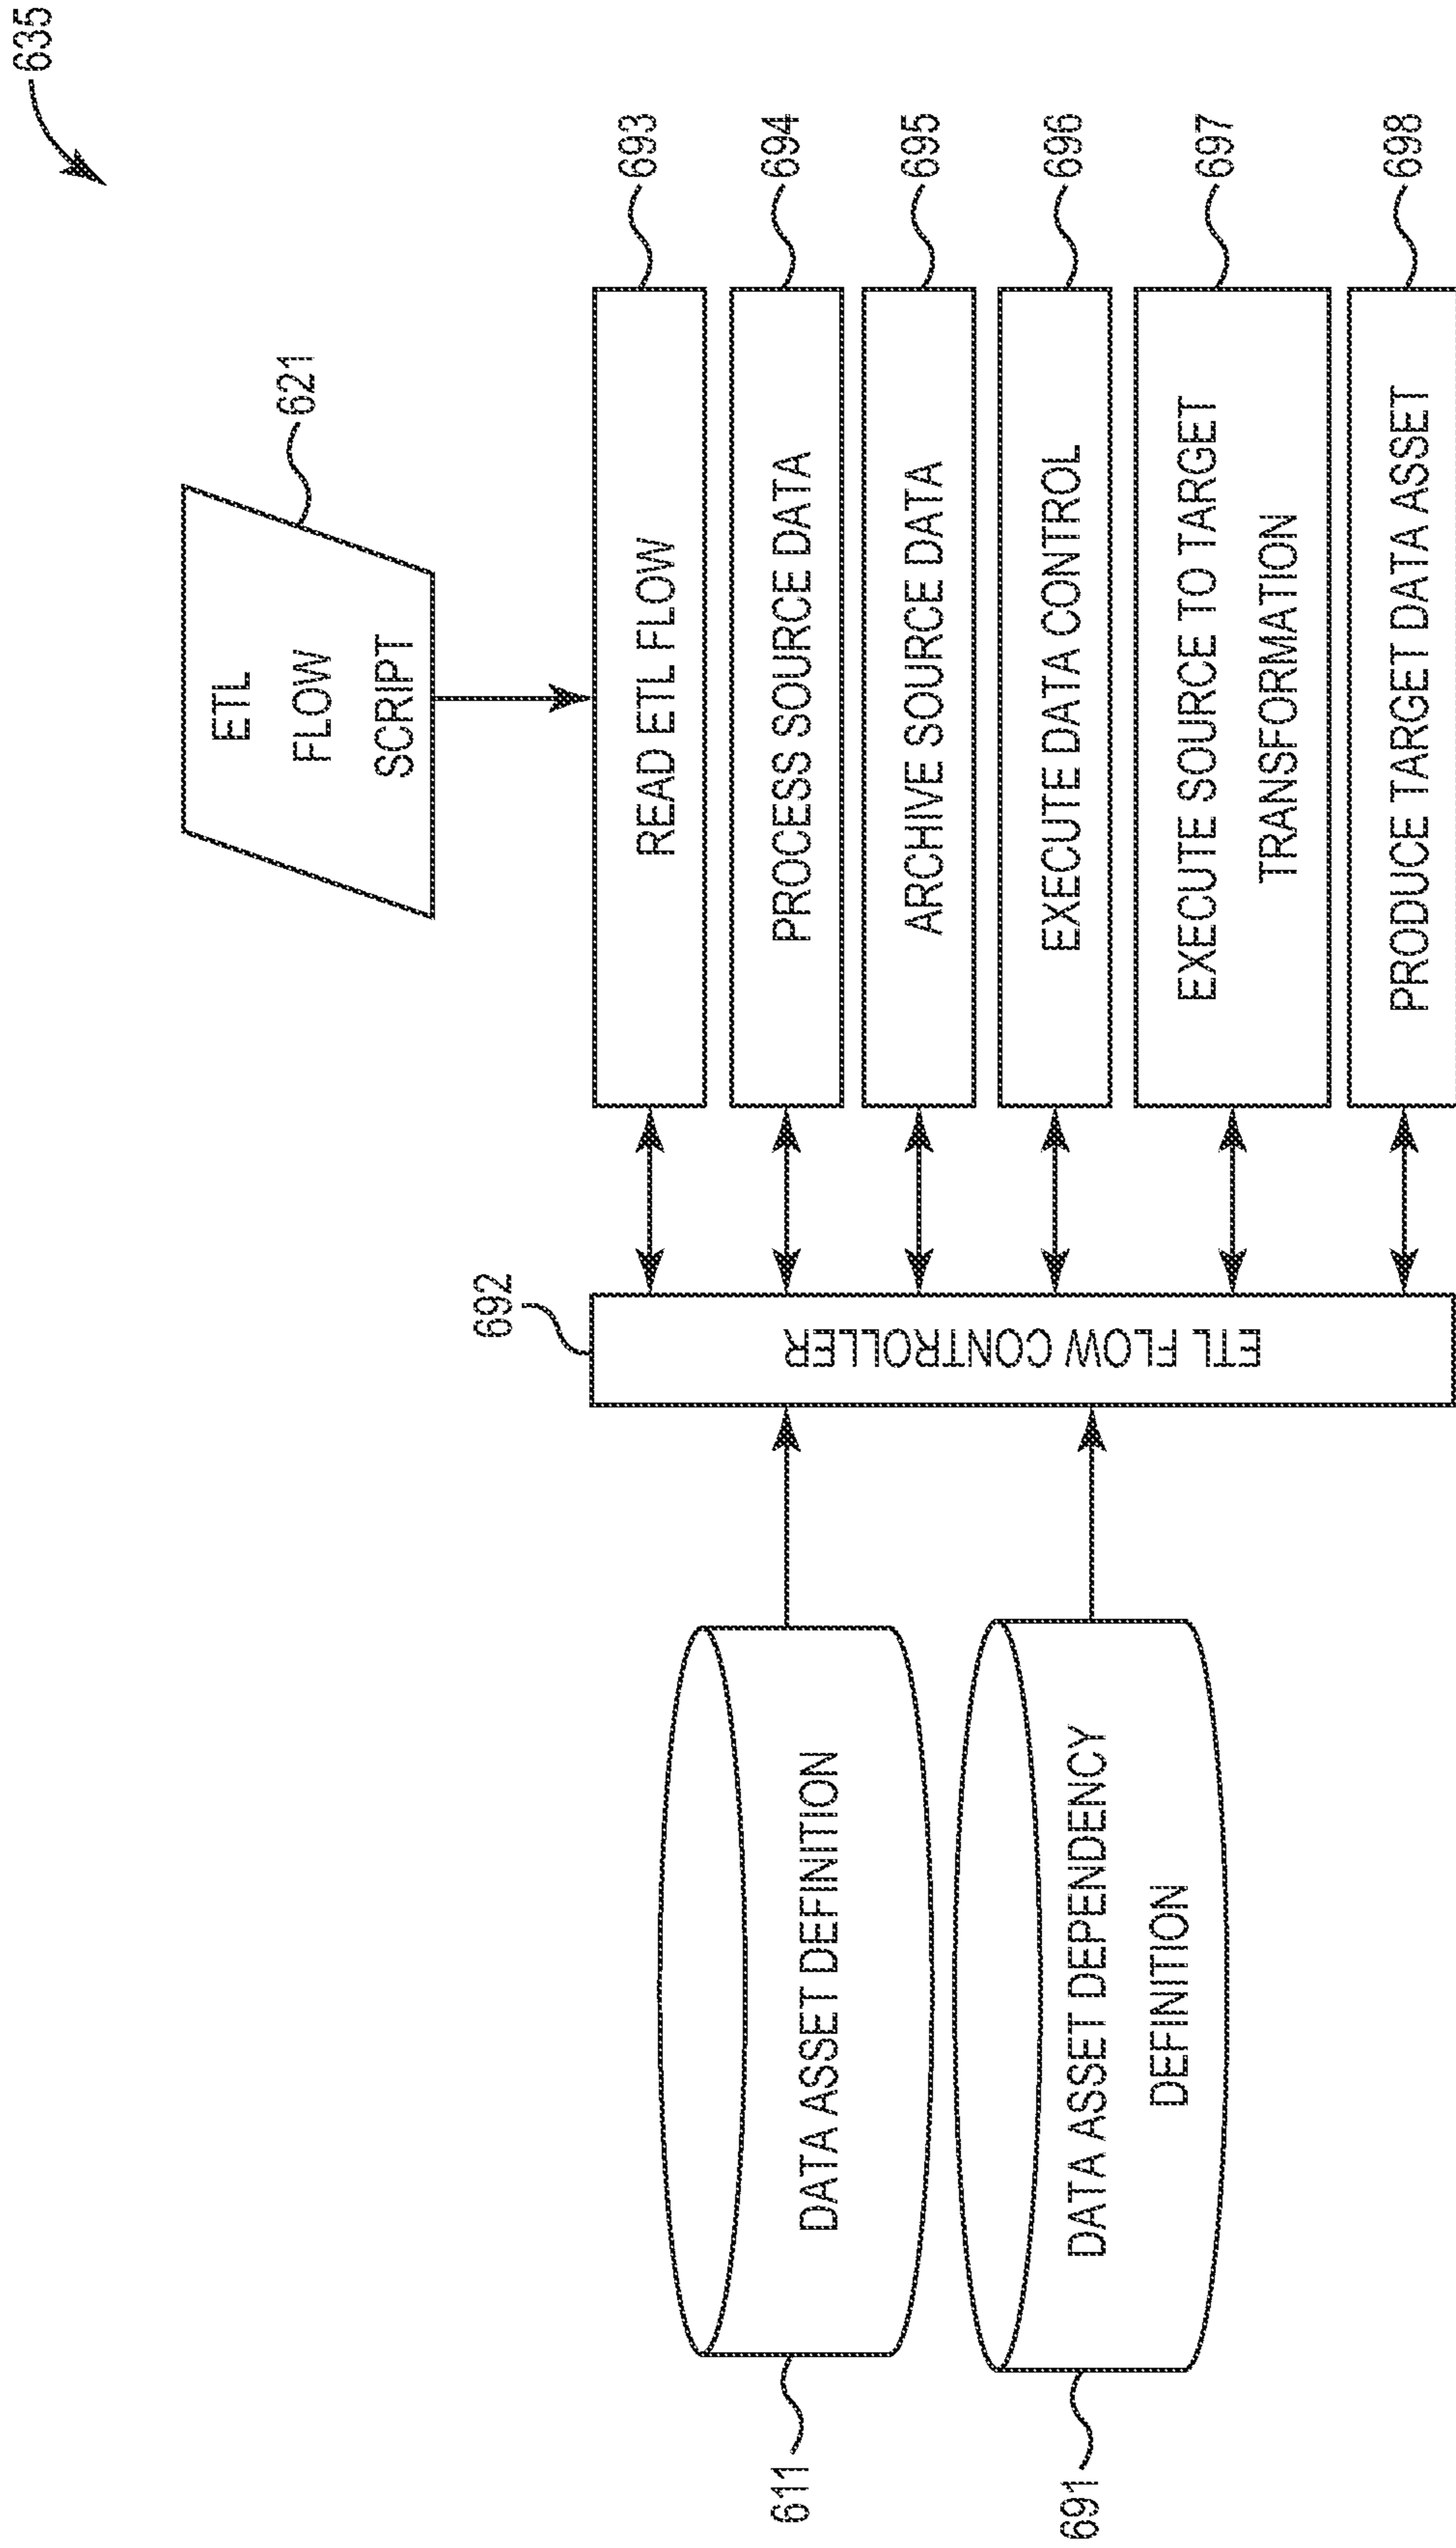 635
ETL
FLOW
SCRIPT
621
READ ETL FLOW
693
PROCESS SOURCE DATA
694
ARCHIVE SOURCE DATA
695
EXECUTE DATA CONTROL
696
EXECUTE SOURCE TO TARGET
TRANSFORMATION
697
PRODUCE TARGET DATA ASSET
698
692
ETL FLOW CONTROLLER
611
DATA ASSET DEFINITION
691
DATA ASSET DEPENDENCY
DEFINITION